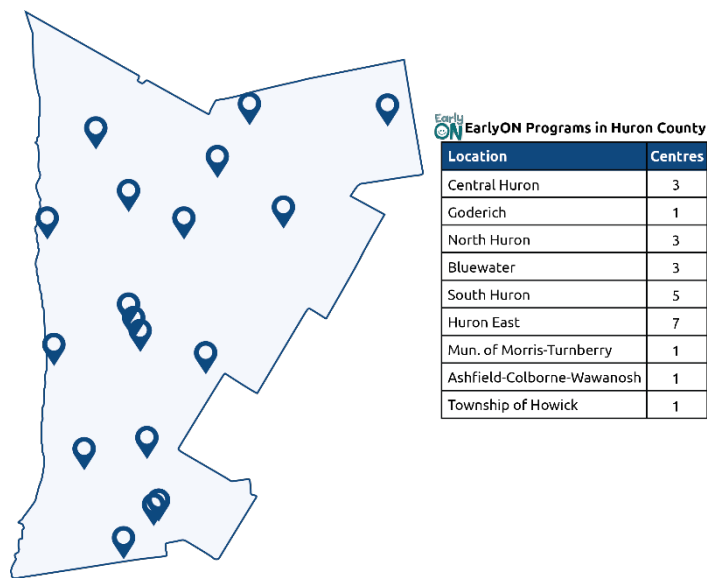 Early
ON
EarlyON Programs in Huron County
Location Centres
Central Huron 3
Goderich 1
North Huron 3
Bluewater 3
South Huron 5
Huron East 7
Mun. of Morris-Turnberry 1
Ashfield-Colborne-Wawanosh 1
Township of Howick 1